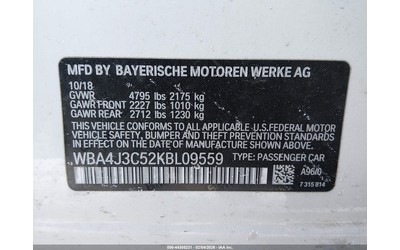 MFD BY BAYERISCHE MOTOREN WERKE AG
10/18
GVWR 4795 lbs 2175 kg
GAWR FRONT 2227 lbs 1010 kg
GAWR REAR 2712 lbs 1230 kg
THIS VEHICLE CONFORMS TO ALL APPLICABLE U.S. FEDERAL MOTOR
VEHICLE SAFETY, BUMPER, AND THEFT PREVENTION STANDARDS
IN EFFECT ON THE DATE OF MANUFACTURE SHOWN ABOVE.
WBA4J3C52KBL09559 TYPE: PASSENGER CAR
A96/0
7 315 814